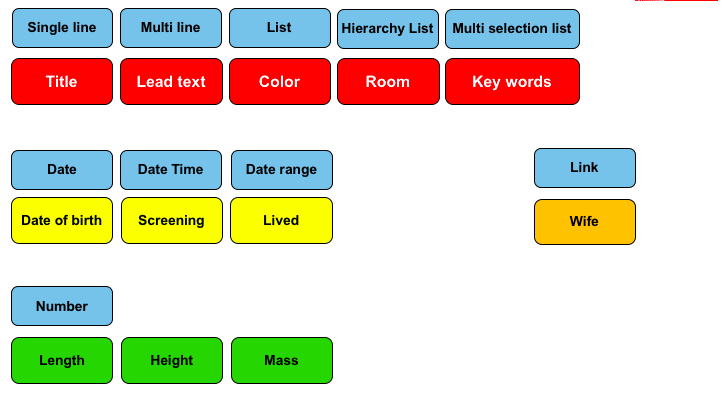 Single line Multi line List Hierarchy List Multi selection list
Title Lead text Color Room Key words
Date Date Time Date range Link
Date of birth Screening Lived Wife
Number
Length Height Mass